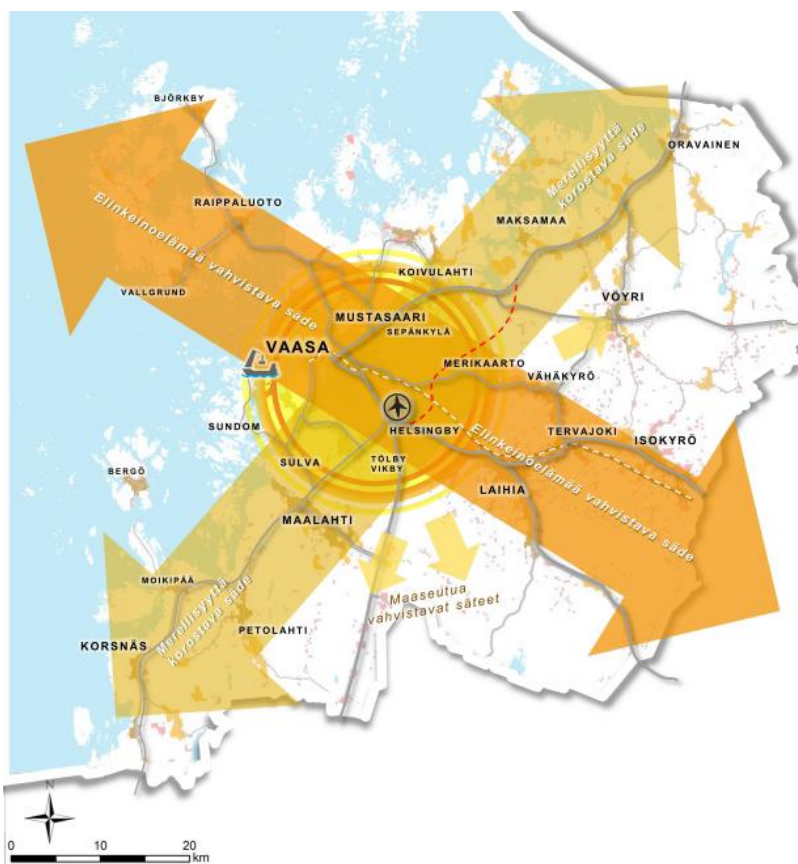 BJÖRKBY
Merellisyyttä
korostava säde
ORAVAINEN
Elinkeinoelämää vahvistava säde
RAIPPALUOTO
MAKSAMAA
KOIVULAHTI
VALLGRUND
VÖYRI
MUSTASAARI
SEPÄNKYLÄ
VAASA
MERIKAARTO
VÄHÄKYRÖ
SUNDOM
HELSINGBY
TERVAJOKI
ISOKYRÖ
Elinkeinoelämää vahvistava säde
SULVA
TÖLBY
VIKBY
BERGÖ
LAIHIA
MAALAHTI
MOIKIPÄÄ
Maaseutua
vahvistavat säteet
Merellisyyttä
korostava säde
PETOLAHTI
KORSNÄS
N
0 10 20
km